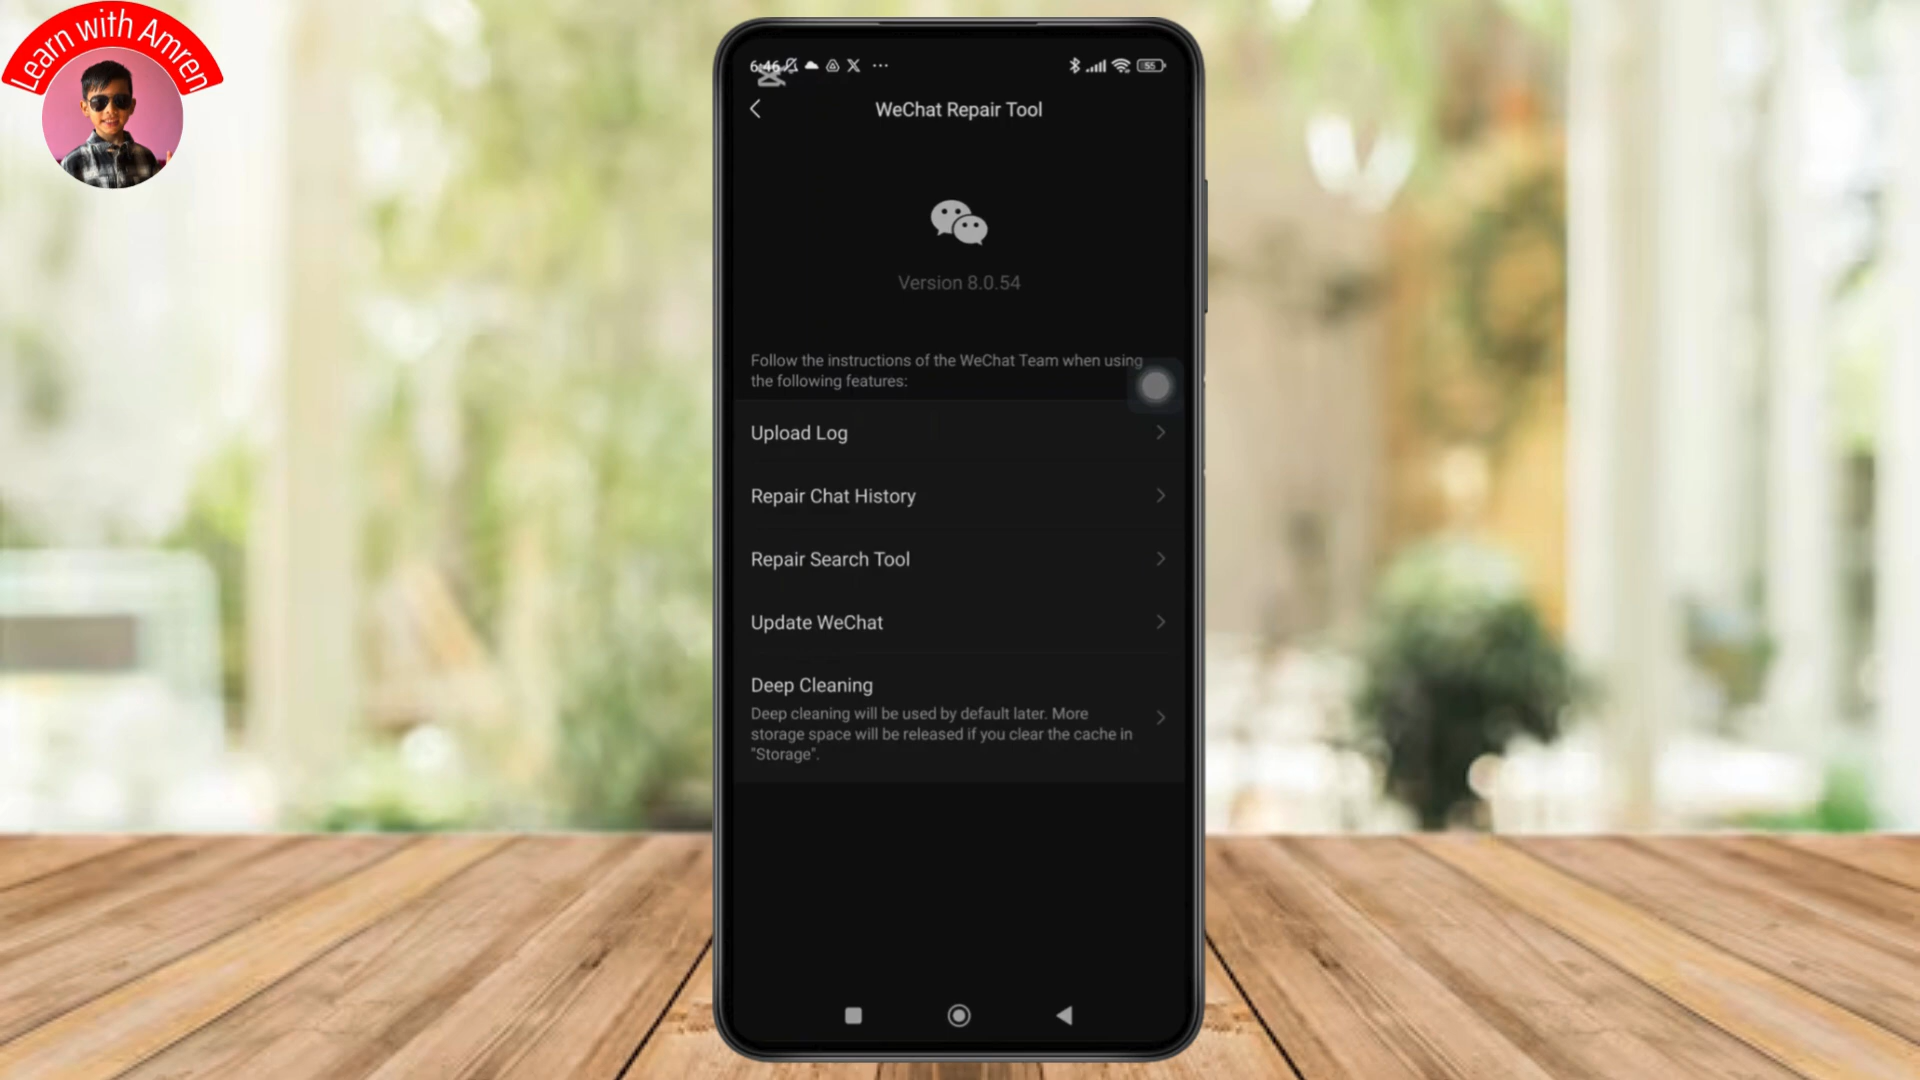 Learn with Amren
6:46
55
WeChat Repair Tool
Version 8.0.54
Follow the instructions of the WeChat Team when using
the following features:
Upload Log
Repair Chat History
Repair Search Tool
Update WeChat
Deep Cleaning
Deep cleaning will be used by default later. More
storage space will be released if you clear the cache in
"Storage".